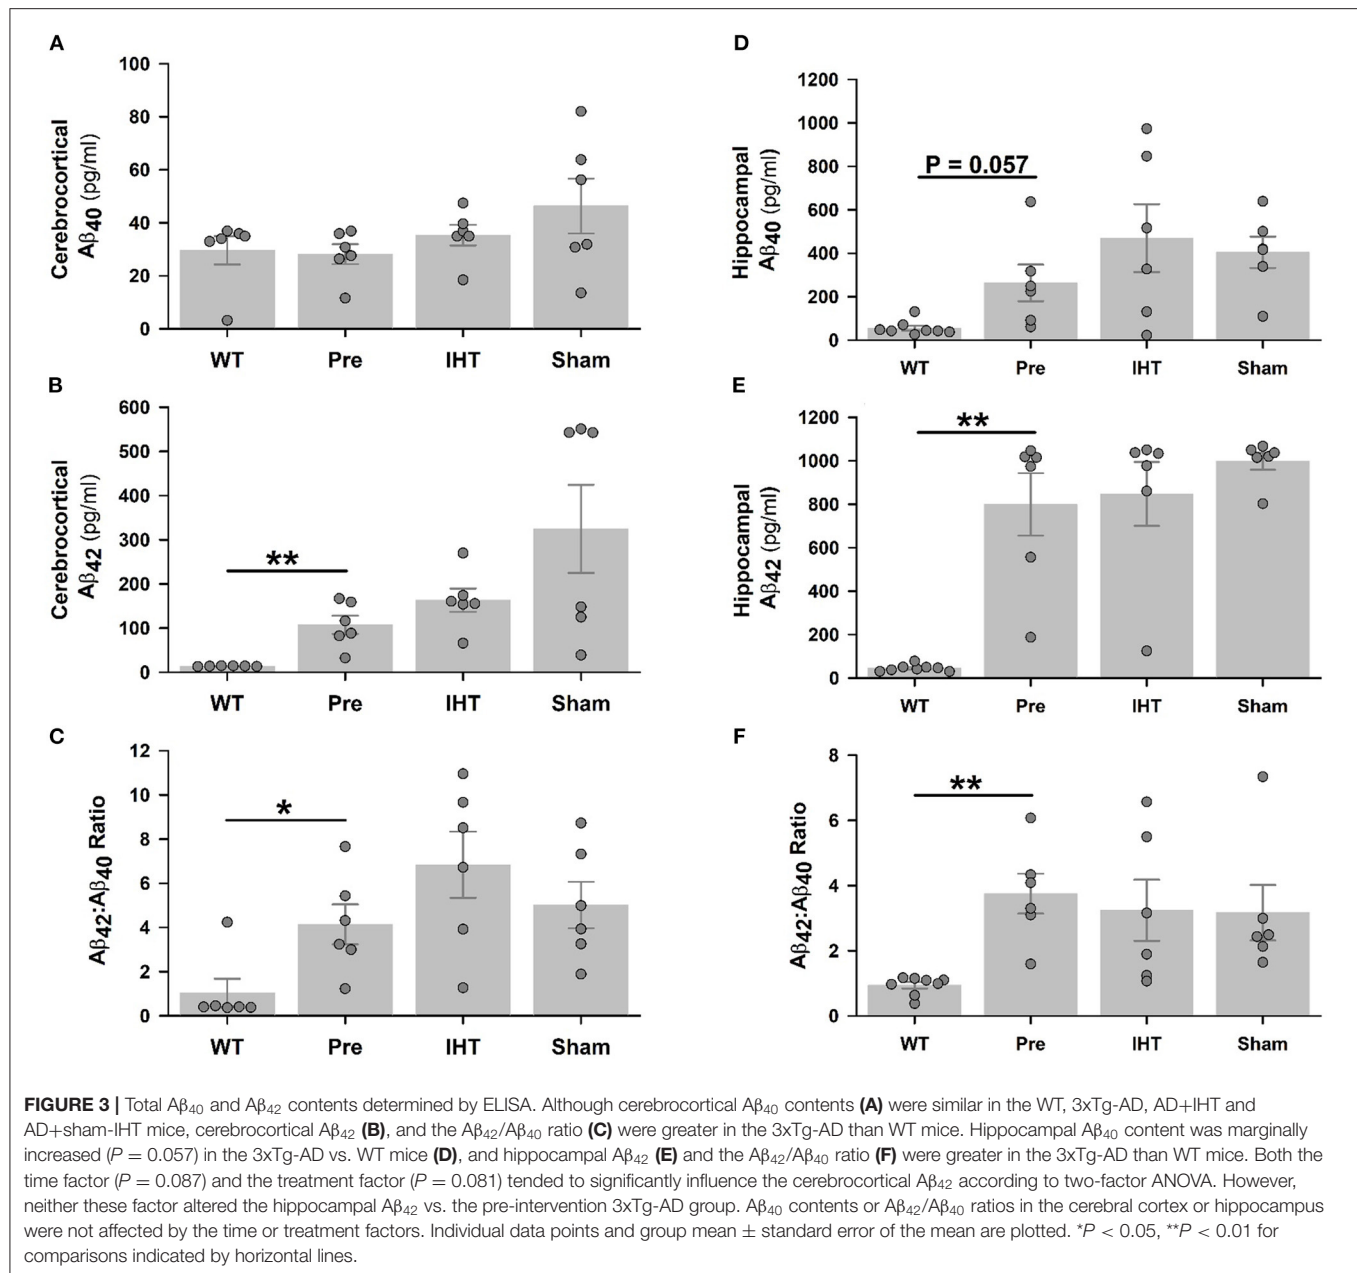 A
100
80
60
40
20
0
Cerebrocortical
Aβ40 (pg/ml)
WT Pre IHT Sham
B
600
500
400
300
200
100
0
Cerebrocortical
Aβ42 (pg/ml)
**
WT Pre IHT Sham
C
12
10
8
6
4
2
0
Aβ42:Aβ40 Ratio
*
WT Pre IHT Sham
D
1200
1000
800
600
400
200
0
Hippocampal
Aβ40 (pg/ml)
P = 0.057
WT Pre IHT Sham
E
1200
1000
800
600
400
200
0
Hippocampal
Aβ42 (pg/ml)
**
WT Pre IHT Sham
F
8
6
4
2
0
Aβ42:Aβ40 Ratio
**
WT Pre IHT Sham
FIGURE 3 | Total Aβ40 and Aβ42 contents determined by ELISA. Although cerebrocortical Aβ40 contents (A) were similar in the WT, 3xTg-AD, AD+IHT and
AD+sham-IHT mice, cerebrocortical Aβ42 (B), and the Aβ42/Aβ40 ratio (C) were greater in the 3xTg-AD than WT mice. Hippocampal Aβ40 content was marginally
increased (P = 0.057) in the 3xTg-AD vs. WT mice (D), and hippocampal Aβ42 (E) and the Aβ42/Aβ40 ratio (F) were greater in the 3xTg-AD than WT mice. Both the
time factor (P = 0.087) and the treatment factor (P = 0.081) tended to significantly influence the cerebrocortical Aβ42 according to two-factor ANOVA. However,
neither these factor altered the hippocampal Aβ42 vs. the pre-intervention 3xTg-AD group. Aβ40 contents or Aβ42/Aβ40 ratios in the cerebral cortex or hippocampus
were not affected by the time or treatment factors. Individual data points and group mean ± standard error of the mean are plotted. *P < 0.05, **P < 0.01 for
comparisons indicated by horizontal lines.